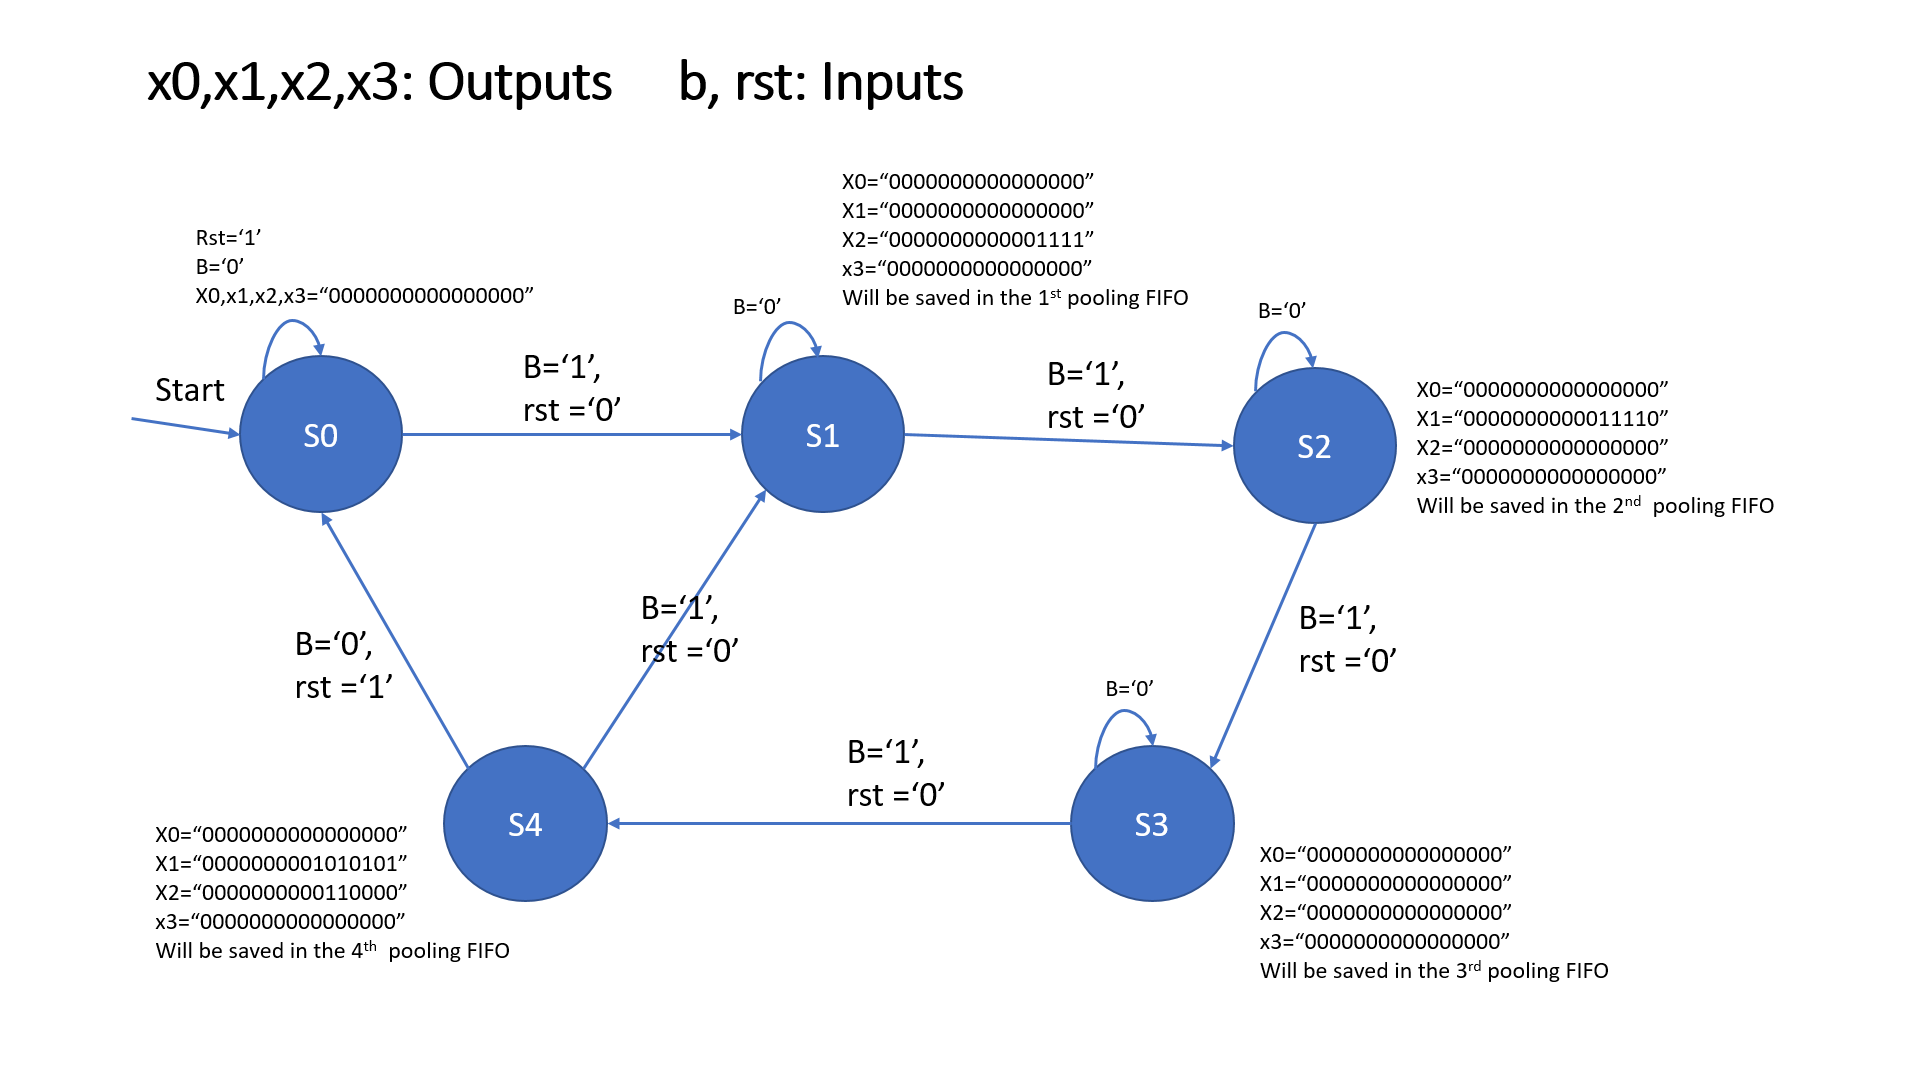 x0,x1,x2,x3: Outputs b, rst: Inputs
X0=“0000000000000000”
X1=“0000000000000000”
X2=“0000000000001111”
x3=“0000000000000000”
Will be saved in the 1st pooling FIFO
Rst=‘1’
B=‘0’
X0,x1,x2,x3=“0000000000000000”
B=‘0’
B=‘0’
Start
B=‘1’,
rst =‘0’
B=‘1’,
rst =‘0’
S0
S1
S2
X0=“0000000000000000”
X1=“0000000000011110”
X2=“0000000000000000”
x3=“0000000000000000”
Will be saved in the 2nd pooling FIFO
B=‘0’,
rst =‘1’
B=‘1’,
rst =‘0’
B=‘1’,
rst =‘0’
B=‘0’
B=‘1’,
rst =‘0’
S4
S3
X0=“0000000000000000”
X1=“0000000001010101”
X2=“0000000000110000”
x3=“0000000000000000”
Will be saved in the 4th pooling FIFO
X0=“0000000000000000”
X1=“0000000000000000”
X2=“0000000000000000”
x3=“0000000000000000”
Will be saved in the 3rd pooling FIFO